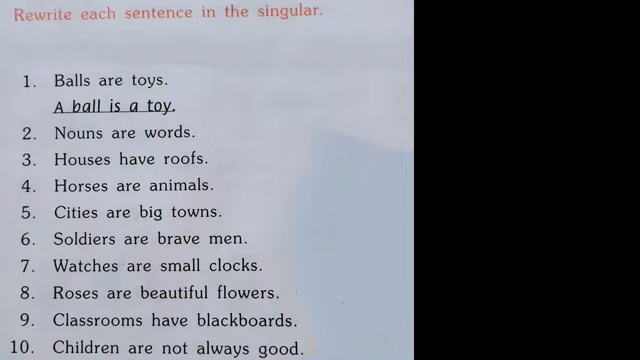 Rewrite each sentence in the singular.
1. Balls are toys.
A ball is a toy.
2. Nouns are words.
3. Houses have roofs.
4. Horses are animals.
5. Cities are big towns.
6. Soldiers are brave men.
7. Watches are small clocks.
8. Roses are beautiful flowers.
9. Classrooms have blackboards.
10. Children are not always good.